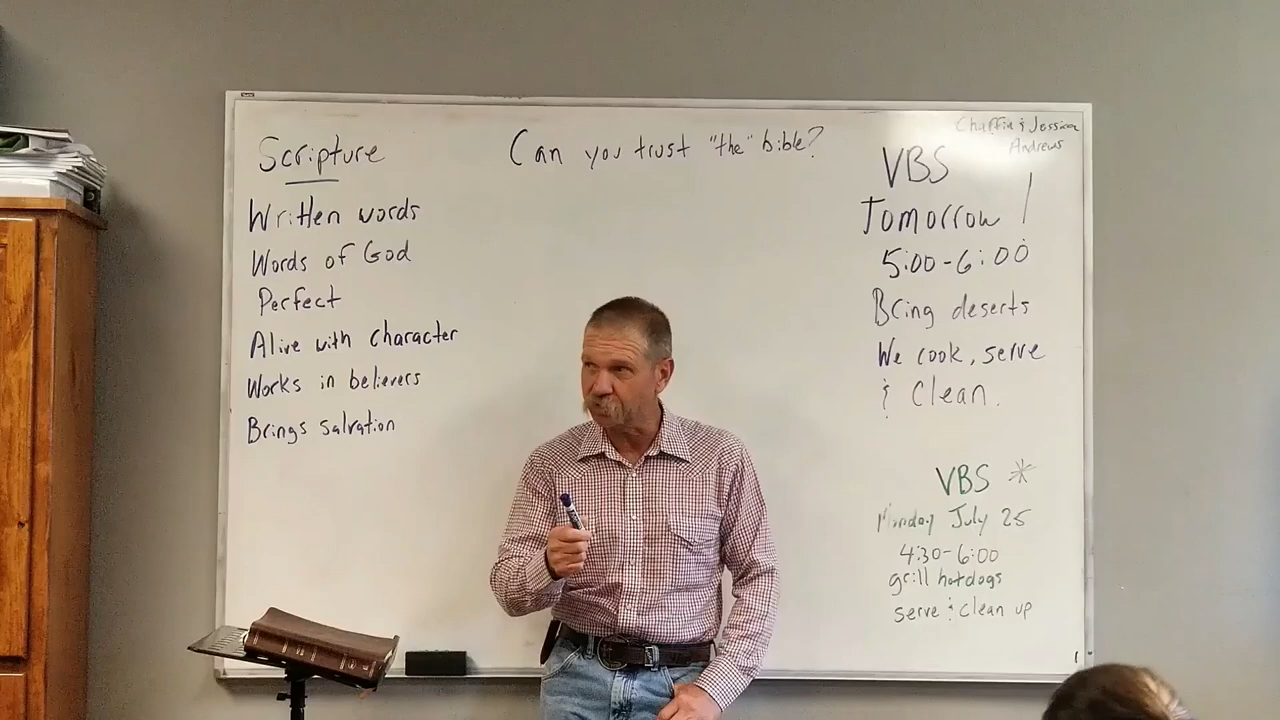 Scripture
Written words
Words of God
Perfect
Alive with character
Works in believers
Brings salvation
Can you trust "the" bible?
Chaffin & Jessica
Andrews
VBS
Tomorrow!
5:00-6:00
Bring deserts
We cook, serve
& Clean.
VBS *
Monday July 25
4:30-6:00
grill hotdogs
serve & clean up